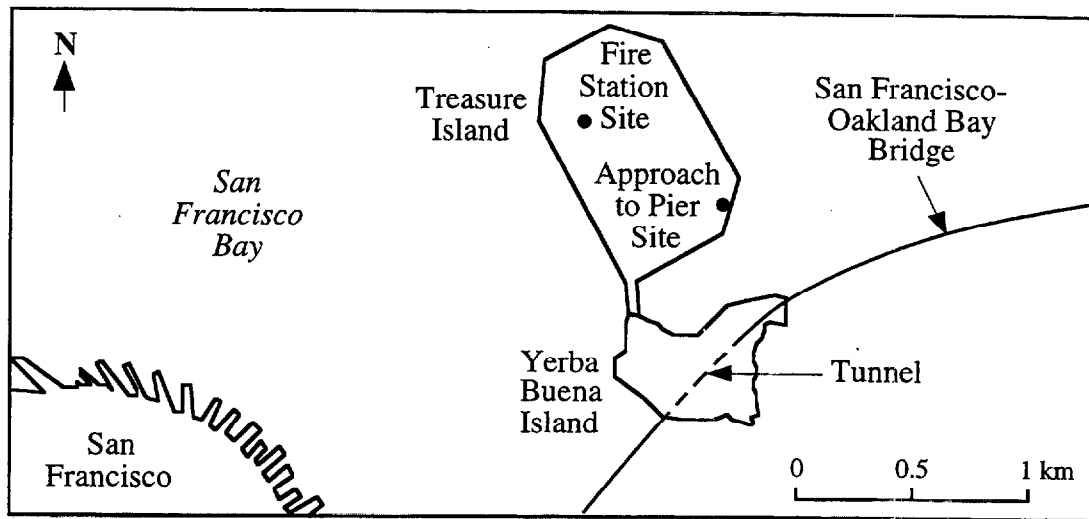 N
Fire
Station
Site
Treasure
Island
San Francisco-
Oakland Bay
Bridge
San
Francisco
Bay
Approach
to Pier
Site
Yerba
Buena
Island
Tunnel
San
Francisco
0 0.5 1 km